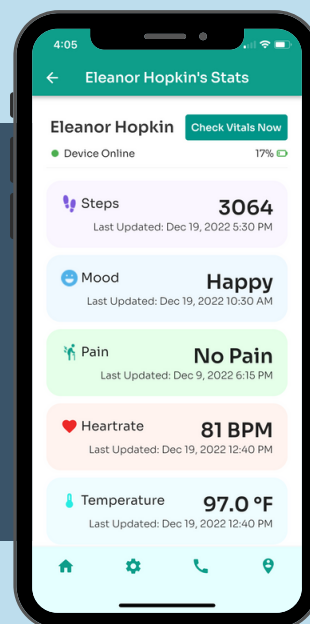 4:05
Eleanor Hopkin's Stats
Eleanor Hopkin Check Vitals Now
Device Online 17%
Steps 3064
Last Updated: Dec 19, 2022 5:30 PM
Mood Happy
Last Updated: Dec 19, 2022 10:30 AM
Pain No Pain
Last Updated: Dec 9, 2022 6:15 PM
Heartrate 81 BPM
Last Updated: Dec 19, 2022 12:40 PM
Temperature 97.0 °F
Last Updated: Dec 19, 2022 12:40 PM